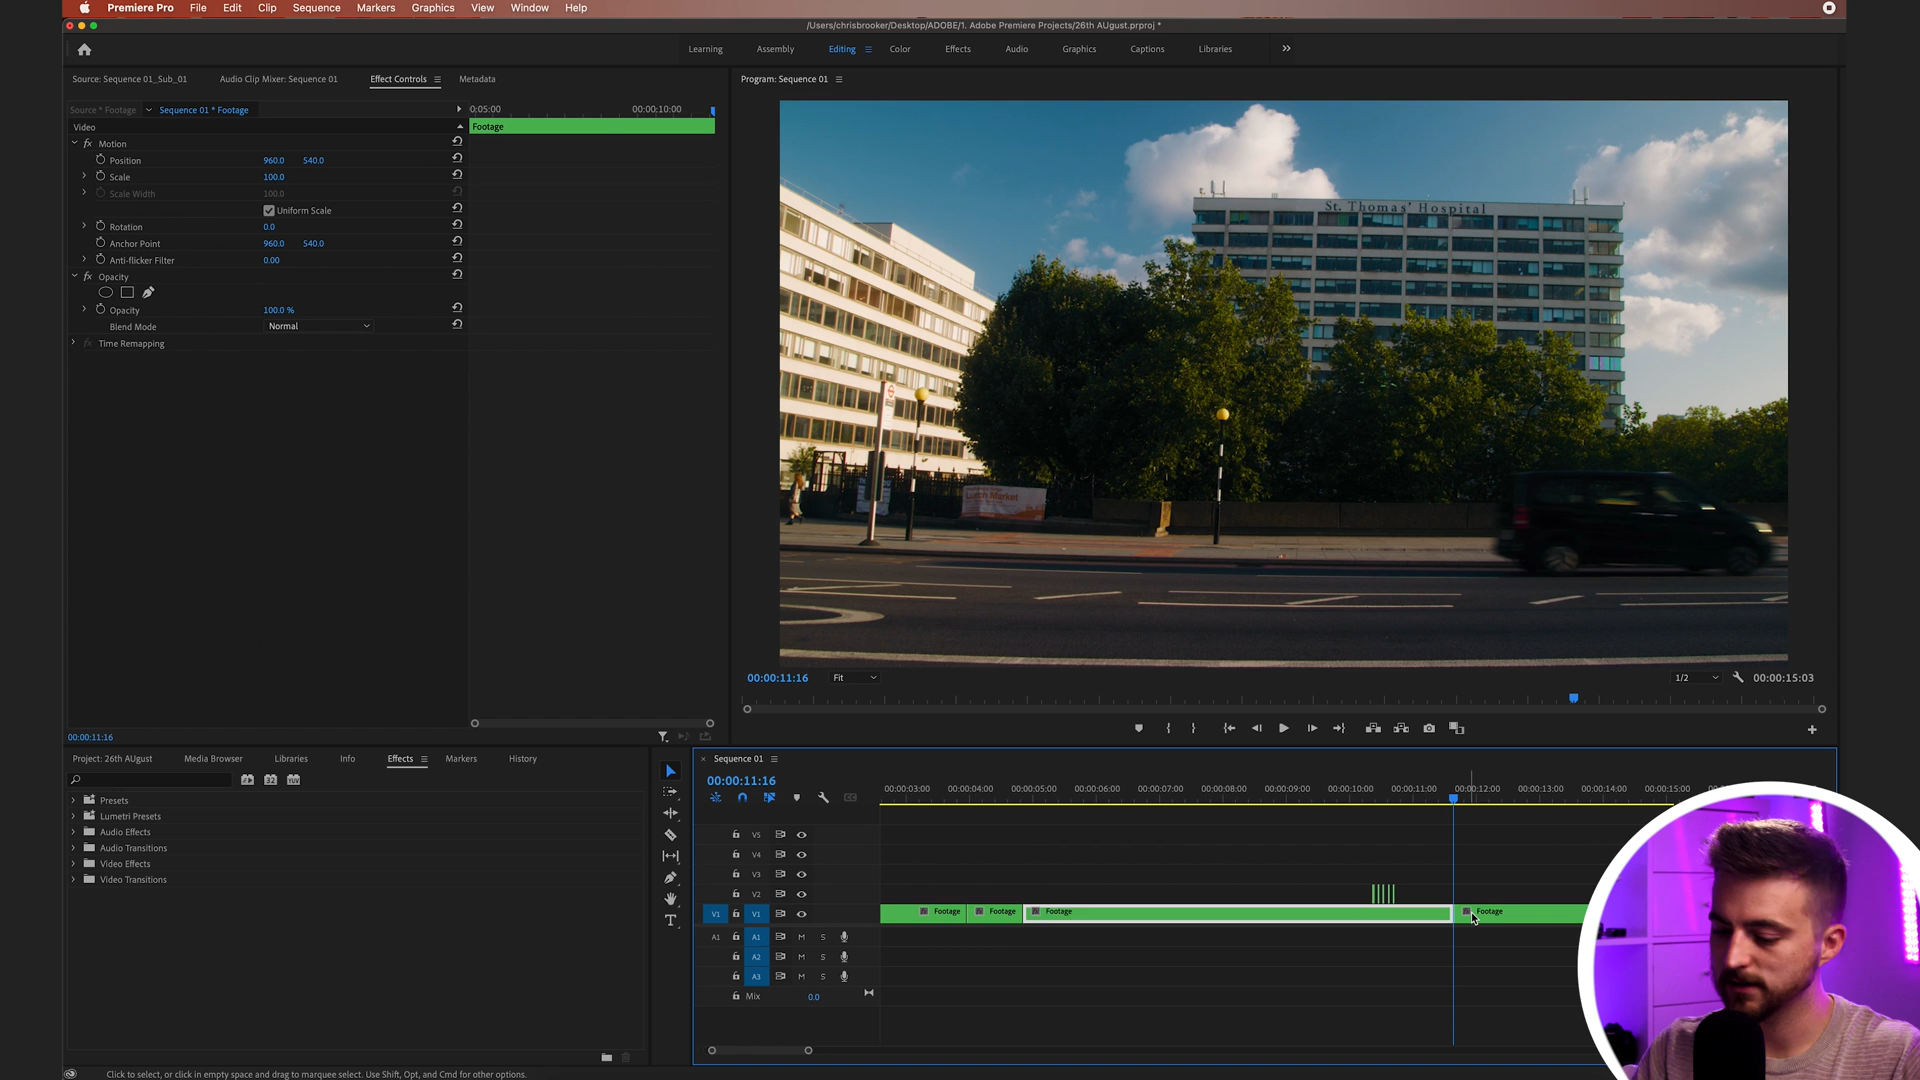 Premiere Pro File Edit Clip Sequence Markers Graphics View Window Help
/Users/chrisbrooker/Desktop/ADOBE/1. Adobe Premiere Projects/26th AUgust.prproj *
Learning Assembly Editing Color Effects Audio Graphics Captions Libraries
Source: Sequence 01_Sub_01 Audio Clip Mixer: Sequence 01 Effect Controls Metadata
Program: Sequence 01
Source * Footage Sequence 01 * Footage
0:05:00 00:00:10:00
Video
Footage
Motion
Position 960.0 540.0
Scale 100.0
Scale Width 100.0
Uniform Scale
Rotation 0.0
Anchor Point 960.0 540.0
Anti-flicker Filter 0.00
Opacity
Opacity 100.0 %
Blend Mode Normal
Time Remapping
St. Thomas' Hospital
Lunch Market
00:00:11:16 Fit 1/2 00:00:15:03
00:00:11:16
Project: 26th AUgust Media Browser Libraries Info Effects Markers History
Presets
Lumetri Presets
Audio Effects
Audio Transitions
Video Effects
Video Transitions
Sequence 01
00:00:11:16
00:00:03:00 00:00:04:00 00:00:05:00 00:00:06:00 00:00:07:00 00:00:08:00 00:00:09:00 00:00:10:00 00:00:11:00 00:00:12:00 00:00:13:00 00:00:14:00 00:00:15:00
V5
V4
V3
V2
V1 V1 Footage Footage Footage Footage
A1 A1 M S
A2 M S
A3 M S
Mix 0.0
Click to select, or click in empty space and drag to marquee select. Use Shift, Opt, and Cmd for other options.